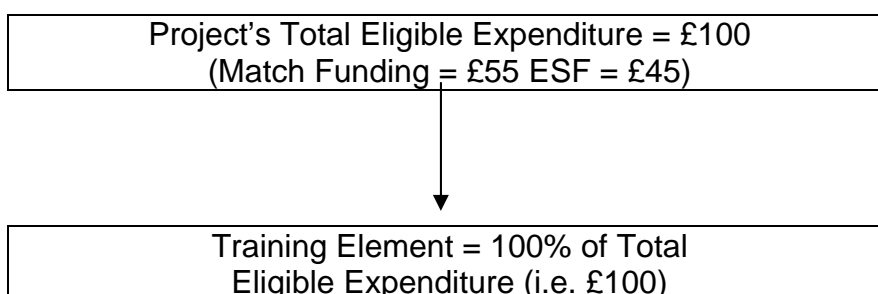 Project’s Total Eligible Expenditure = £100
(Match Funding = £55 ESF = £45)
Training Element = 100% of Total
Eligible Expenditure (i.e. £100)